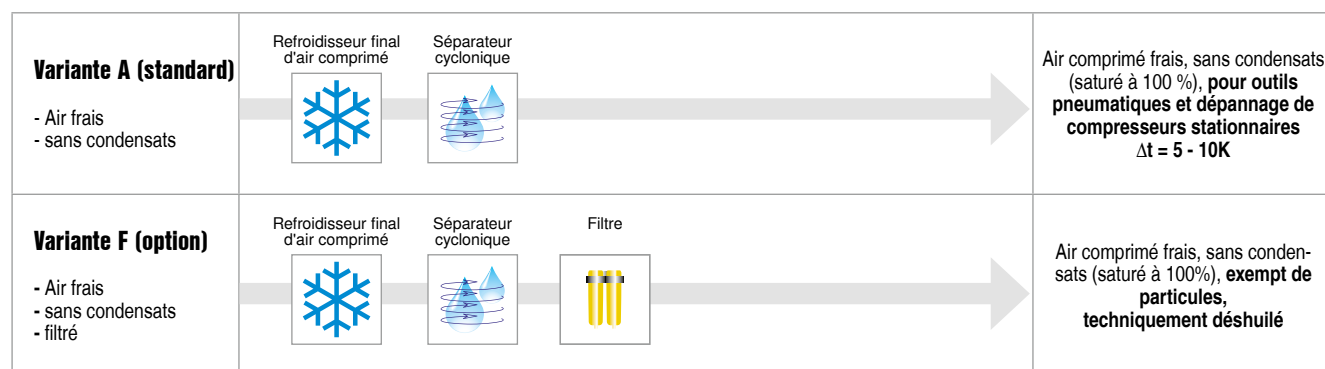 Variante A (standard)
- Air frais
- sans condensats
Refroidisseur final
d'air comprimé
Séparateur
cyclonique
Air comprimé frais, sans condensats
(saturé à 100 %), pour outils
pneumatiques et dépannage de
compresseurs stationnaires
Δt = 5 - 10K
Variante F (option)
- Air frais
- sans condensats
- filtré
Refroidisseur final
d'air comprimé
Séparateur
cyclonique
Filtre
Air comprimé frais, sans conden-
sats (saturé à 100%), exempt de
particules,
techniquement déshuilé